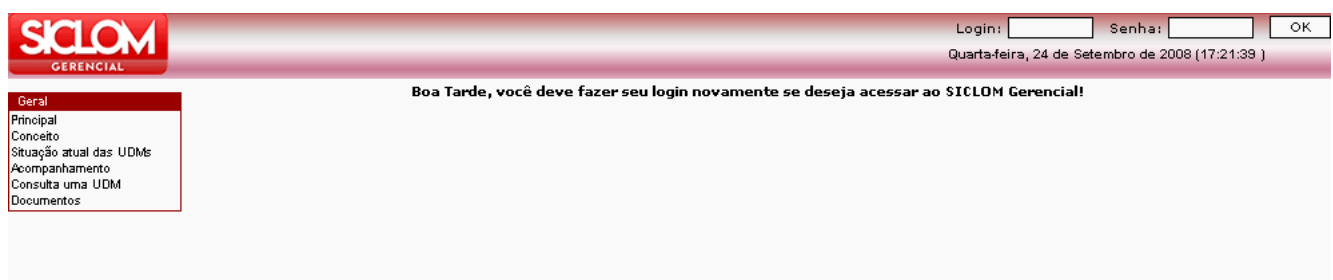 SICLOM
GERENCIAL
Login: Senha: OK
Quarta-feira, 24 de Setembro de 2008 (17:21:39 )
Boa Tarde, você deve fazer seu login novamente se deseja acessar ao SICLOM Gerencial!
Geral
Principal
Conceito
Situação atual das UDMs
Acompanhamento
Consulta uma UDM
Documentos